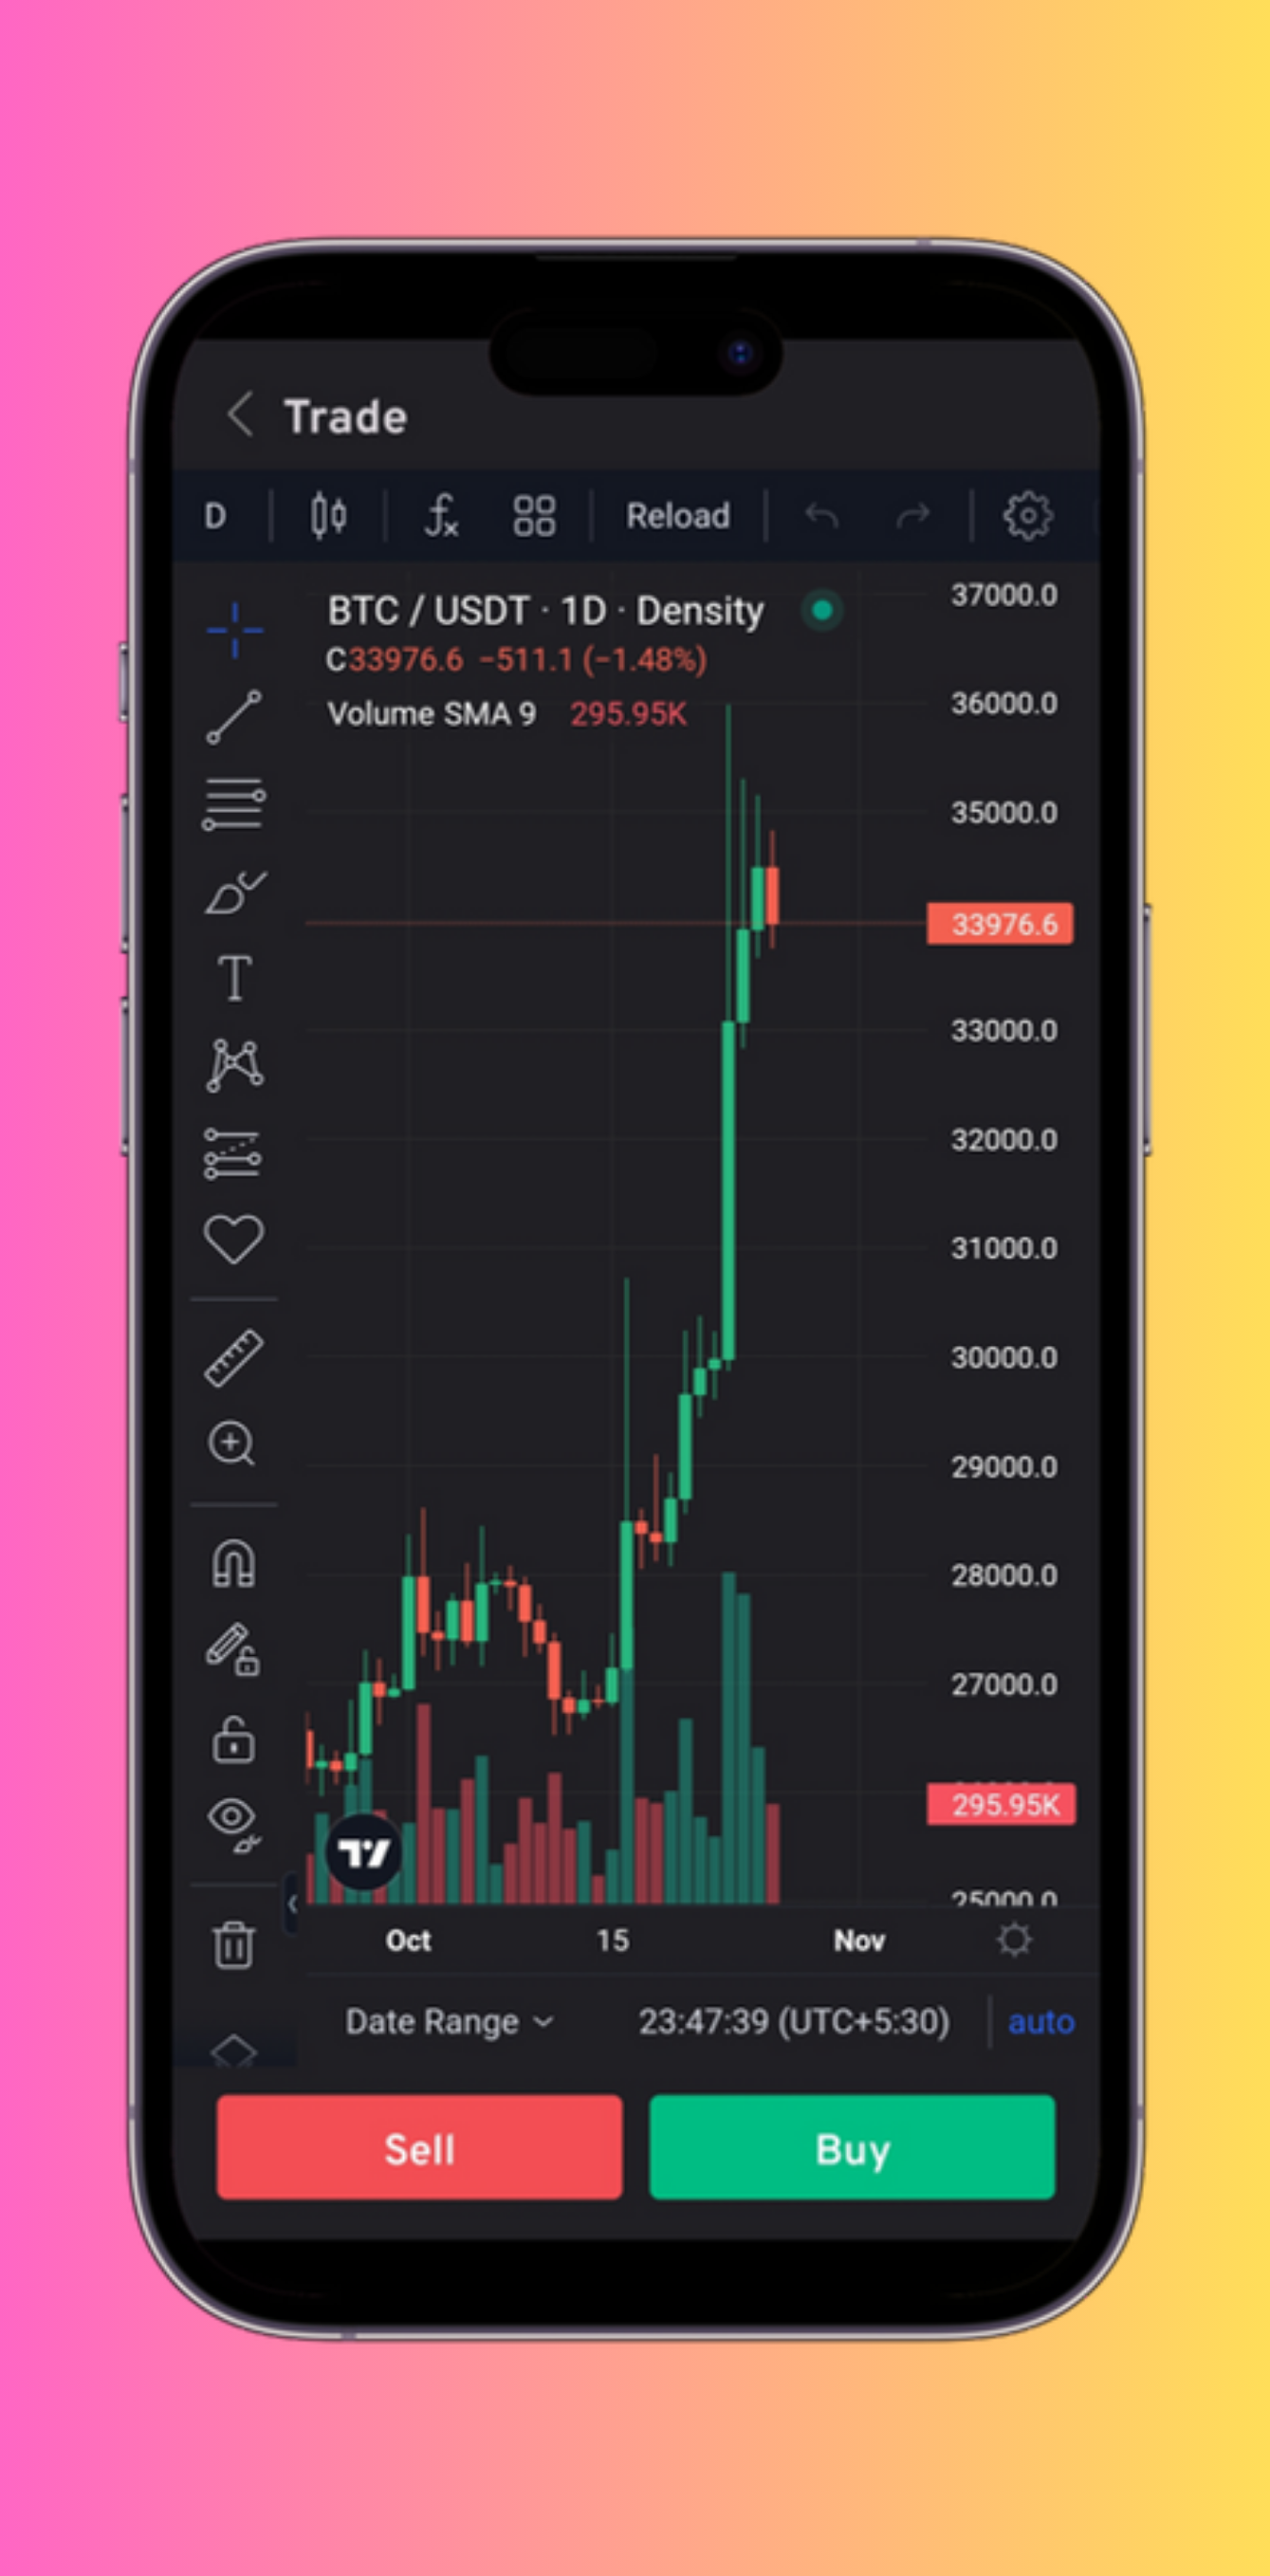 Trade
D
Reload
BTC / USDT · 1D · Density
C33976.6 −511.1 (−1.48%)
Volume SMA 9 295.95K
37000.0
36000.0
35000.0
33976.6
33000.0
32000.0
31000.0
30000.0
29000.0
28000.0
27000.0
295.95K
25000.0
Oct 15 Nov
Date Range 23:47:39 (UTC+5:30) auto
Sell Buy